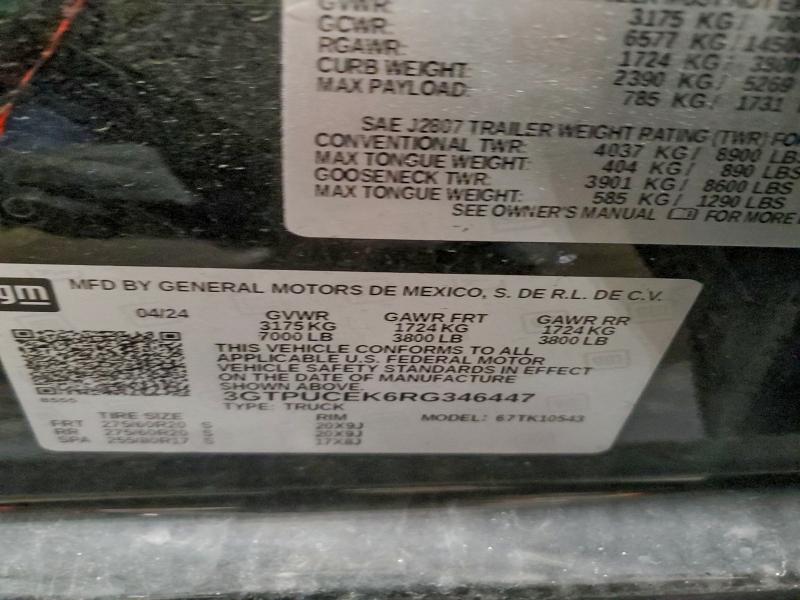 GVWR:
3175 KG / 700
GCWR:
6577 KG / 14500
RGAWR:
1724 KG /
CURB WEIGHT:
2390 KG / 5269
MAX PAYLOAD:
785 KG / 1731
SAE J2807 TRAILER WEIGHT RATING (TWR) FO
CONVENTIONAL TWR: 4037 KG / 8900 LBS
MAX TONGUE WEIGHT: 404 KG / 890 LBS
GOOSENECK TWR: 3901 KG / 8600 LBS
MAX TONGUE WEIGHT: 585 KG / 1290 LBS
SEE OWNER'S MANUAL FOR MORE
gm MFD BY GENERAL MOTORS DE MEXICO, S. DE R.L. DE C.V.
04/24 GVWR GAWR FRT GAWR RR
3175 KG 1724 KG 1724 KG
7000 LB 3800 LB 3800 LB
THIS VEHICLE CONFORMS TO ALL
APPLICABLE U.S. FEDERAL MOTOR
VEHICLE SAFETY STANDARDS IN EFFECT
ON THE DATE OF MANUFACTURE
SHOWN ABOVE.
3GTPUCEK6RG346447
TYPE: TRUCK MODEL: 67TK10543
TIRE SIZE RIM
FRT 275/60R20 S 20X9J
RR 275/60R20 S 20X9J
SPA 255/80R17 S 17X8J